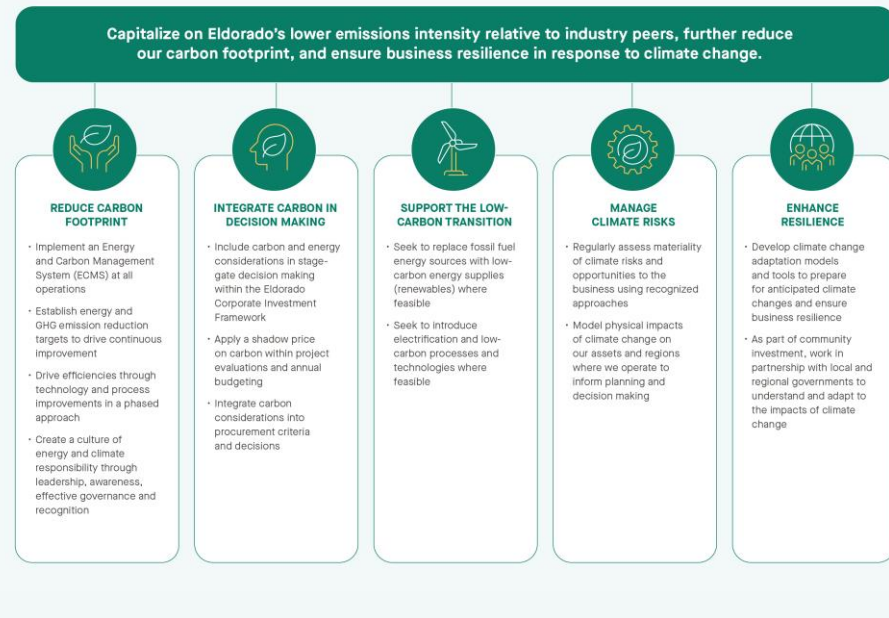 Capitalize on Eldorado's lower emissions intensity relative to industry peers, further reduce
our carbon footprint, and ensure business resilience in response to climate change.
REDUCE CARBON
FOOTPRINT
· Implement an Energy
and Carbon Management
System (ECMS) at all
operations
· Establish energy and
GHG emission reduction
targets to drive continuous
improvement
· Drive efficiencies through
technology and process
improvements in a phased
approach
· Create a culture of
energy and climate
responsibility through
leadership, awareness,
effective governance and
recognition
INTEGRATE CARBON IN
DECISION MAKING
· Include carbon and energy
considerations in stage-
gate decision making
within the Eldorado
Corporate Investment
Framework
· Apply a shadow price
on carbon within project
evaluations and annual
budgeting
· Integrate carbon
considerations into
procurement criteria
and decisions
SUPPORT THE LOW-
CARBON TRANSITION
· Seek to replace fossil fuel
energy sources with low-
carbon energy supplies
(renewables) where
feasible
· Seek to introduce
electrification and low-
carbon processes and
technologies where
feasible
MANAGE
CLIMATE RISKS
· Regularly assess materiality
of climate risks and
opportunities to the
business using recognized
approaches
· Model physical impacts
of climate change on
our assets and regions
where we operate to
inform planning and
decision making
ENHANCE
RESILIENCE
· Develop climate change
adaptation models
and tools to prepare
for anticipated climate
changes and ensure
business resilience
· As part of community
investment, work in
partnership with local and
regional governments to
understand and adapt to
the impacts of climate
change